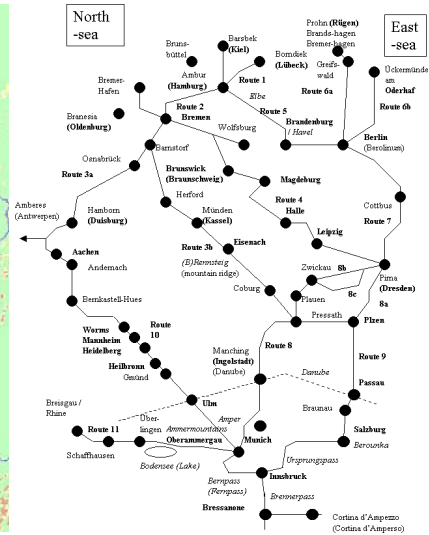 North
-sea
East
-sea
Barsbek
(Kiel)
Bruns-
büttel
Ambur
(Hamburg)
Borndiek
(Lübeck)
Route 1
Elbe
Prohn (Rügen)
Brands-hagen
Bremer-hagen
Greifs-
wald
Route 6a
Ückermünde
am
Oderhaf
Route 6b
Bremer-
Hafen
Route 2
Bremen
Route 5
Brandenburg
/ Havel
Berlin
(Berolinum)
Branesia
(Oldenburg)
Wolfsburg
Osnabrück
Barnstorf
Route 3a
Brunswick
(Braunschweig)
Magdeburg
Herford
Route 4
Halle
Cottbus
Route 7
Amberes
(Antwerpen)
Hamborn
(Duisburg)
Münden
(Kassel)
Leipzig
Route 3b
Eisenach
(B)Rennsteig
(mountain ridge)
Aachen
Andernach
Zwickau
8b
8c
Pirna
(Dresden)
8a
Coburg
Plauen
Bernkastell-Hues
Pressath
Plzen
Worms
Mannheim
Heidelberg
Route
10
Route 8
Route 9
Manching
(Ingolstadt)
(Danube)
Heilbronn
Gmünd
Danube
Passau
Ulm
Braunau
Breisgau /
Rhine
Über-
lingen
Amper
Ammermountains
Route 11
Oberammergau
Munich
Salzburg
Berounka
Schaffhausen
Bodensee (Lake)
Ursprungspass
Bernpass
(Fernpass)
Innsbruck
Brennerpass
Bressanone
Cortina d'Ampezzo
(Cortina d'Amperso)